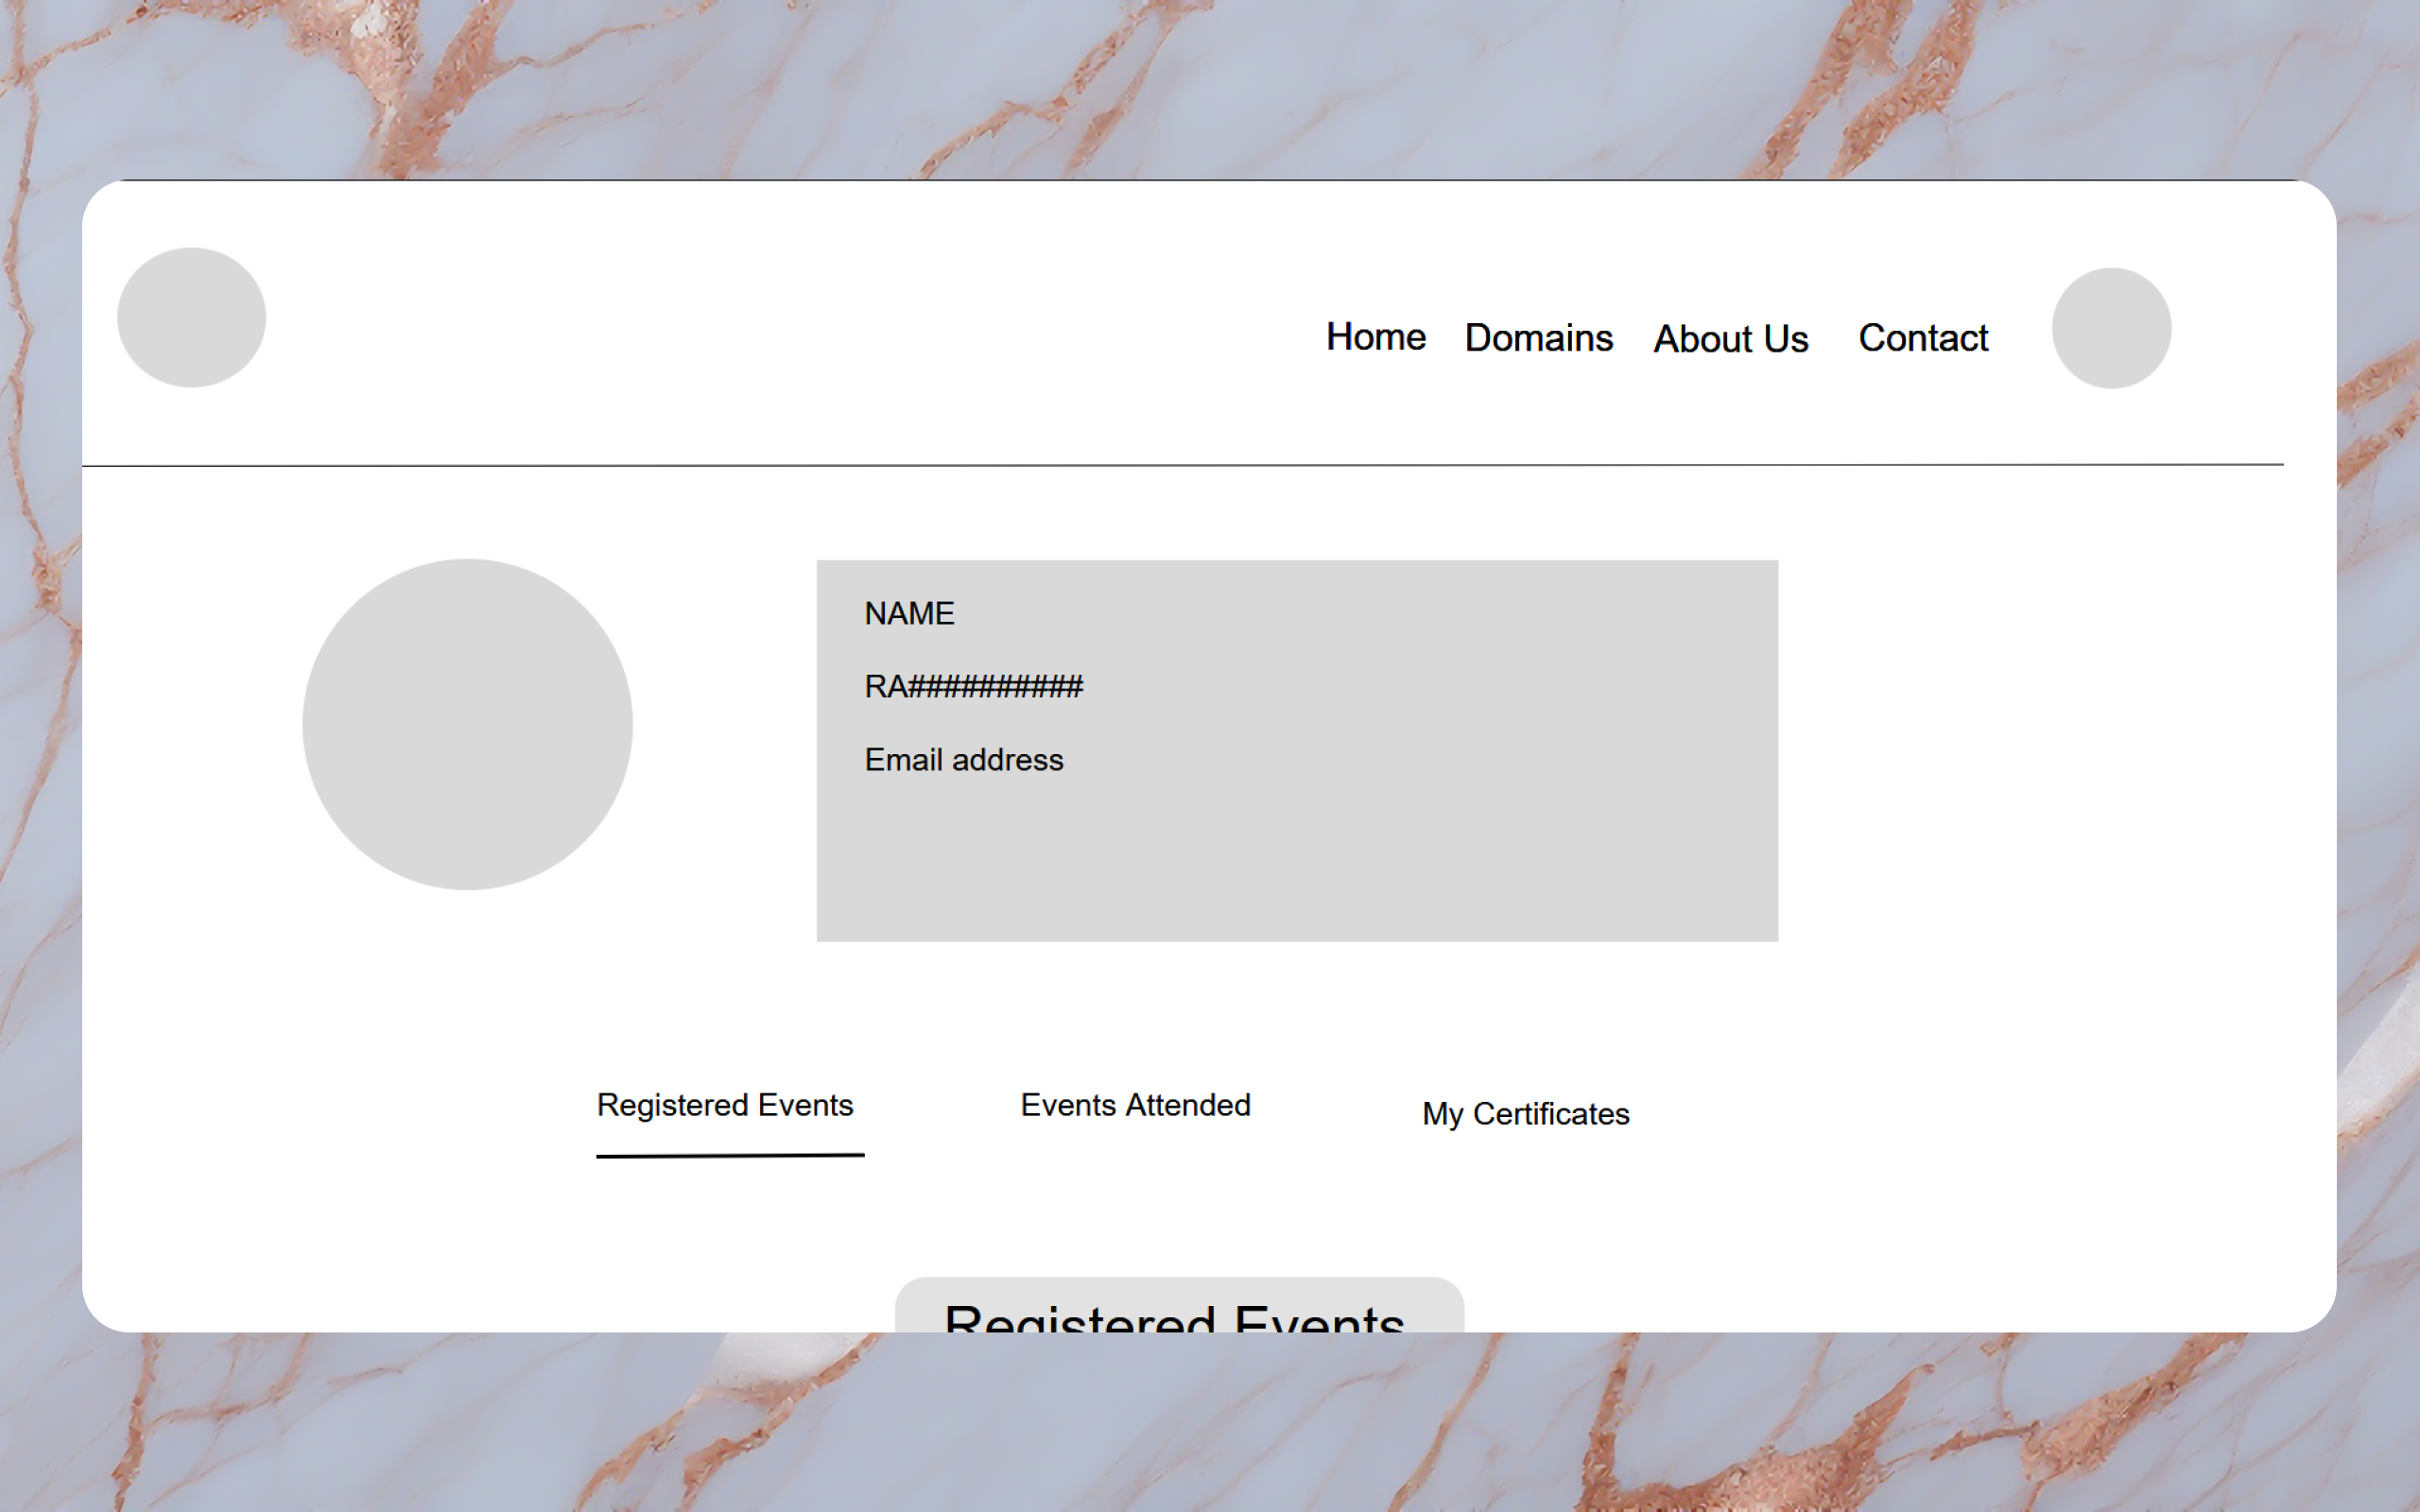 Home Domains About Us Contact
NAME
RA##########
Email address
Registered Events Events Attended My Certificates
Registered Events